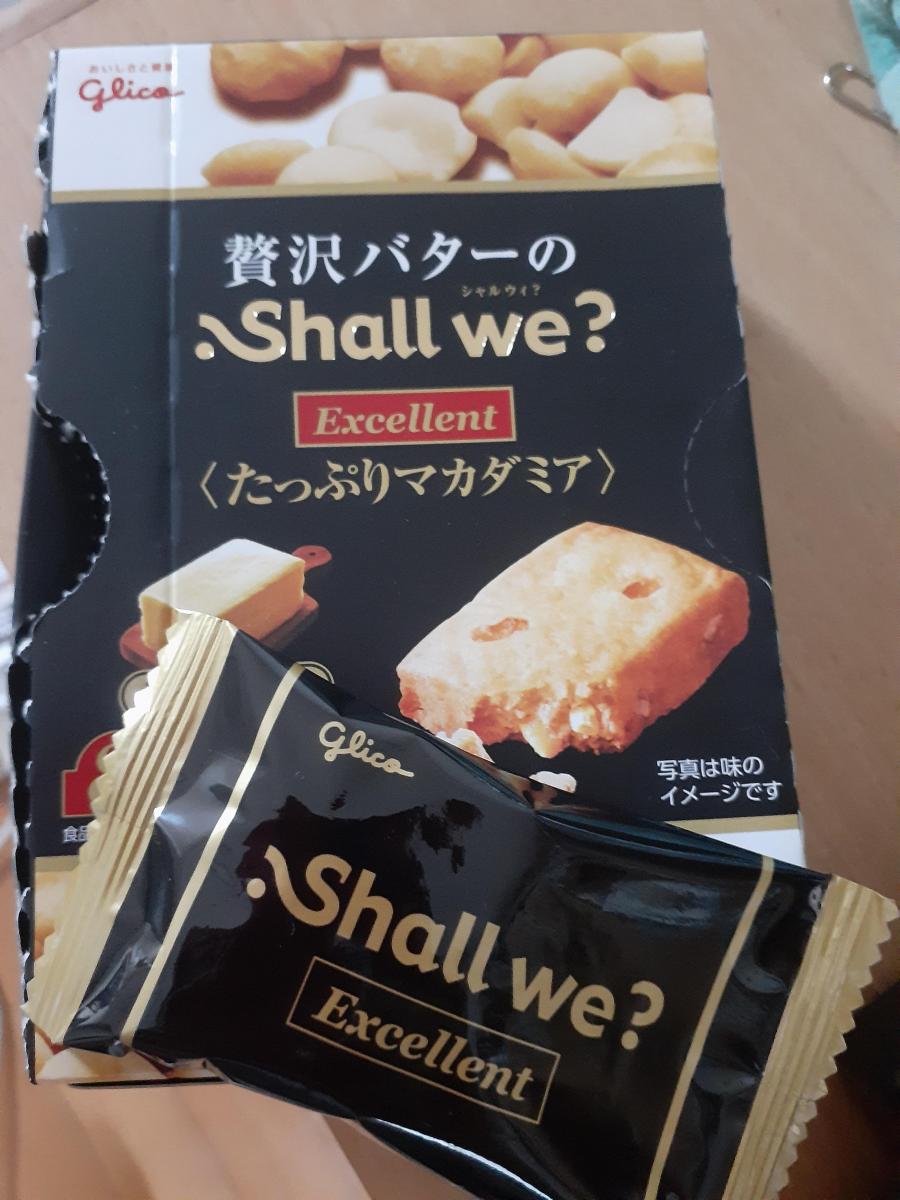 おいしさと健康
Glico
贅沢バターの
シャルウィ?
Shall we?
Excellent
〈たっぷりマカダミア〉
写真は味の
イメージです
食品
Glico
Shall we?
Excellent